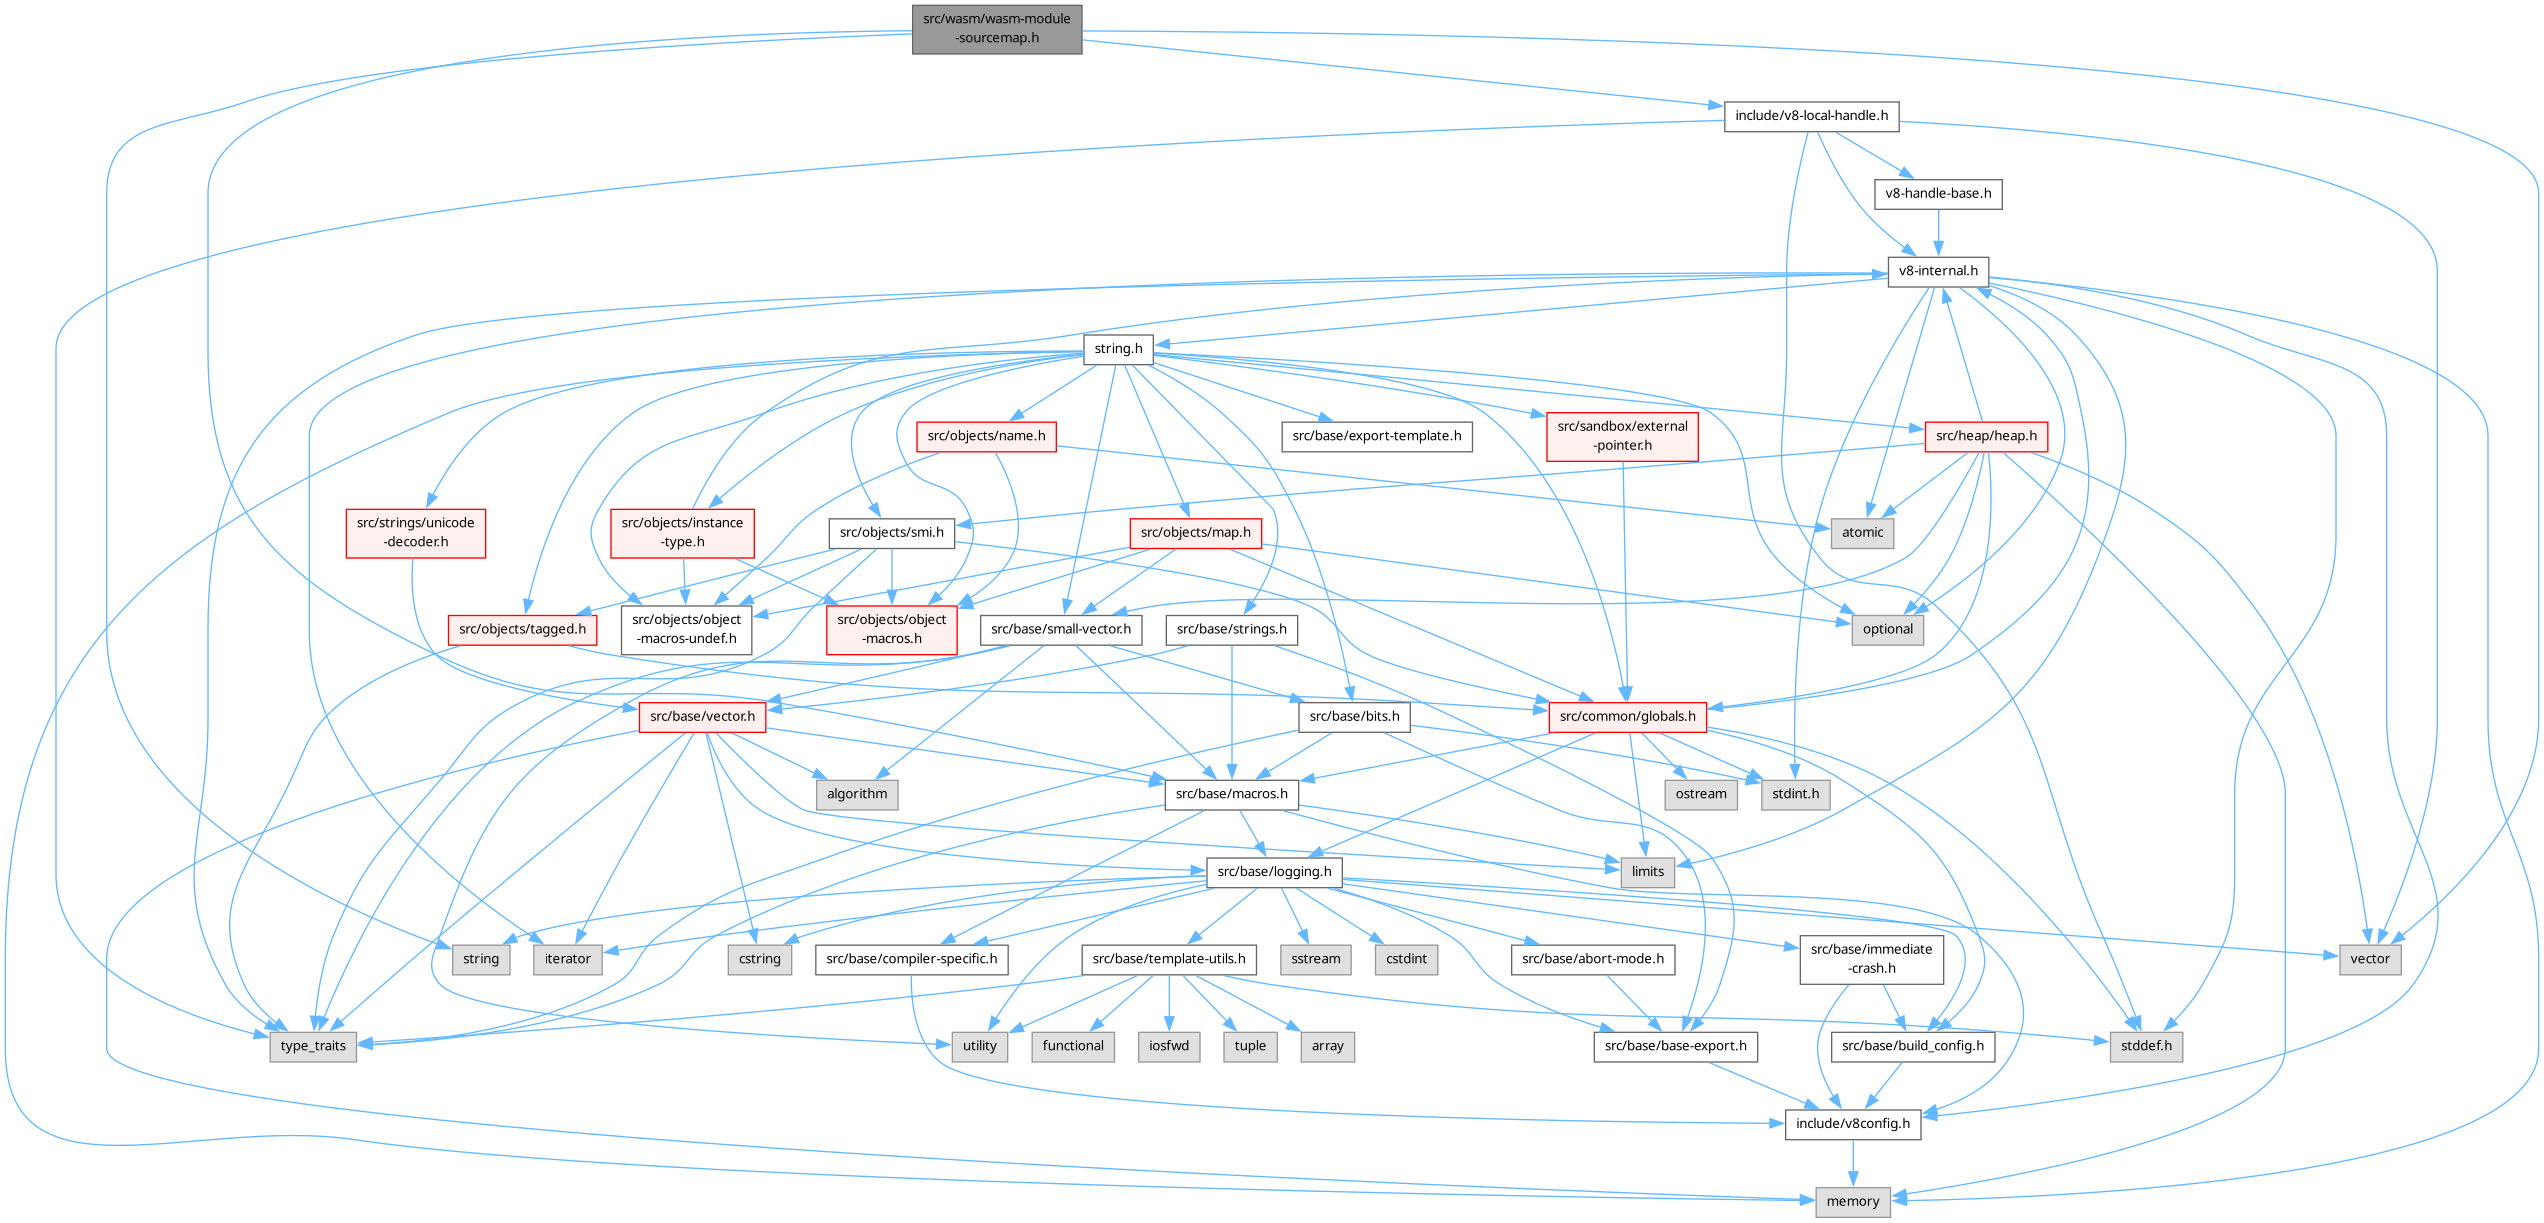 src/wasm/wasm-module
-sourcemap.h
include/v8-local-handle.h
v8-handle-base.h
v8-internal.h
string.h
src/objects/name.h
src/base/export-template.h
src/sandbox/external
-pointer.h
src/heap/heap.h
src/strings/unicode
-decoder.h
src/objects/instance
-type.h
src/objects/smi.h
src/objects/map.h
atomic
src/objects/tagged.h
src/objects/object
-macros-undef.h
src/objects/object
-macros.h
src/base/small-vector.h
src/base/strings.h
optional
src/base/vector.h
src/base/bits.h
src/common/globals.h
algorithm
src/base/macros.h
ostream
stdint.h
src/base/logging.h
limits
string
iterator
cstring
src/base/compiler-specific.h
src/base/template-utils.h
sstream
cstdint
src/base/abort-mode.h
src/base/immediate
-crash.h
vector
type_traits
utility
functional
iosfwd
tuple
array
src/base/base-export.h
src/base/build_config.h
stddef.h
include/v8config.h
memory